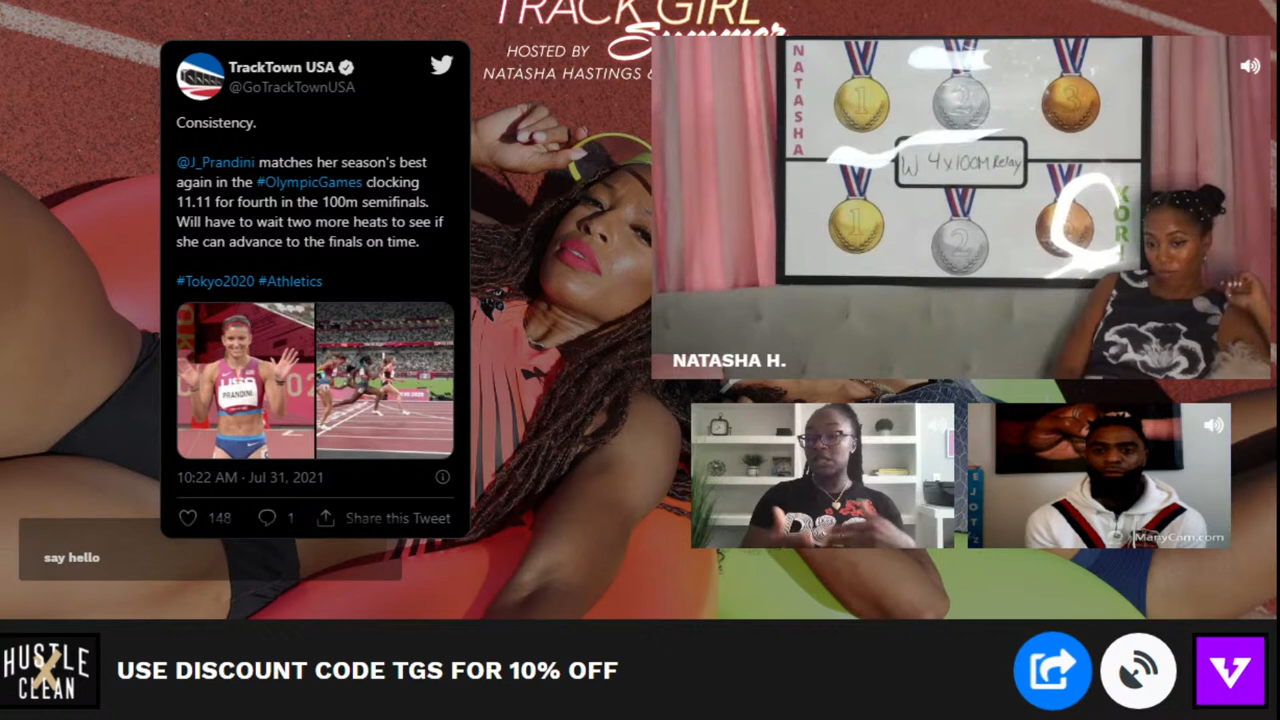 TRACK GIRL
Summer
HOSTED BY
NATASHA HASTINGS &
TrackTown USA
@GoTrackTownUSA
Consistency.
@J_Prandini matches her season's best
again in the #OlympicGames clocking
11.11 for fourth in the 100m semifinals.
Will have to wait two more heats to see if
she can advance to the finals on time.
#Tokyo2020 #Athletics
USA
PRANDINI
10:22 AM · Jul 31, 2021
148
1
Share this Tweet
say hello
NATASHA
1
2
3
W 4x100M Relay
1
2
KORI
NATASHA H.
ManyCam.com
HUSTLE
X
CLEAN
USE DISCOUNT CODE TGS FOR 10% OFF